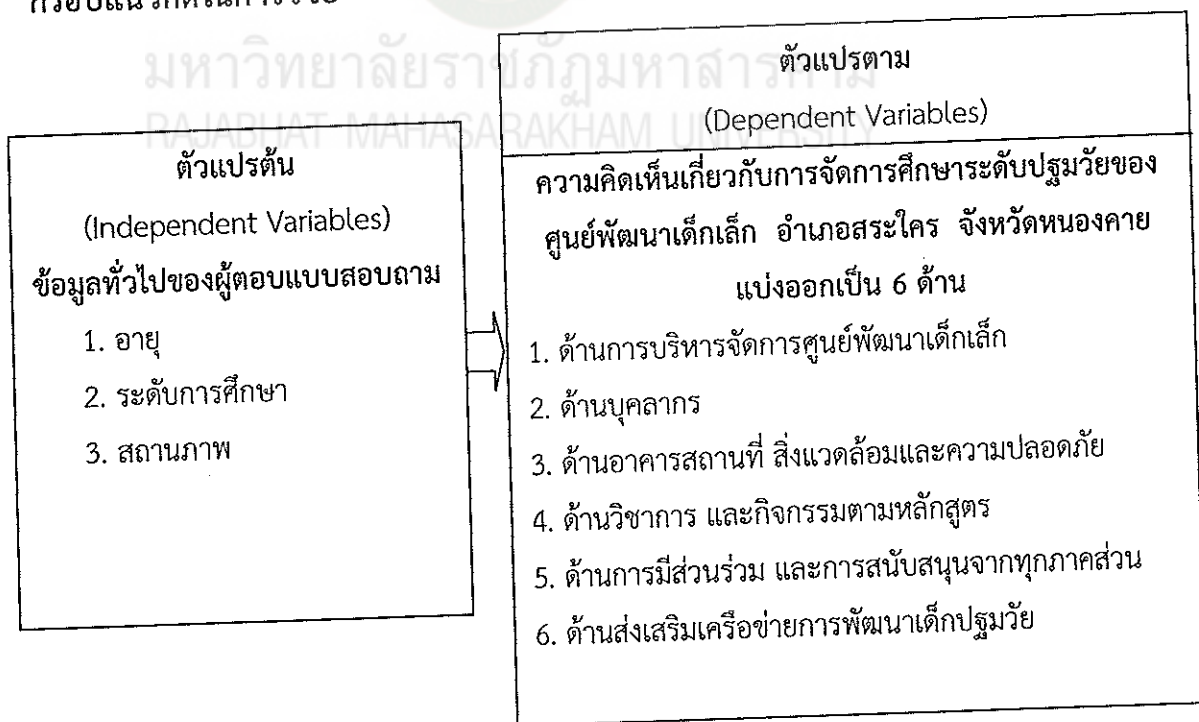 มหาวิทยาลัยราชภัฏมหาสารคาม
RAJABHAT MAHASARAKHAM UNIVERSITY
ตัวแปรต้น
(Independent Variables)
ข้อมูลทั่วไปของผู้ตอบแบบสอบถาม
1. อายุ
2. ระดับการศึกษา
3. สถานภาพ
ตัวแปรตาม
(Dependent Variables)
ความคิดเห็นเกี่ยวกับการจัดการศึกษาระดับปฐมวัยของ
ศูนย์พัฒนาเด็กเล็ก อำเภอสระใคร จังหวัดหนองคาย
แบ่งออกเป็น 6 ด้าน
1. ด้านการบริหารจัดการศูนย์พัฒนาเด็กเล็ก
2. ด้านบุคลากร
3. ด้านอาคารสถานที่ สิ่งแวดล้อมและความปลอดภัย
4. ด้านวิชาการ และกิจกรรมตามหลักสูตร
5. ด้านการมีส่วนร่วม และการสนับสนุนจากทุกภาคส่วน
6. ด้านส่งเสริมเครือข่ายการพัฒนาเด็กปฐมวัย